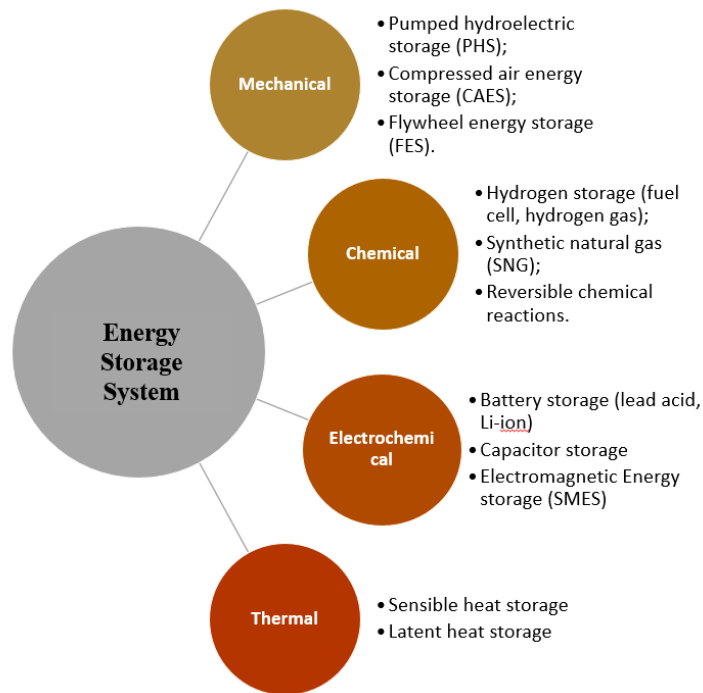 Energy
Storage
System
Mechanical
• Pumped hydroelectric
storage (PHS);
• Compressed air energy
storage (CAES);
• Flywheel energy storage
(FES).
Chemical
• Hydrogen storage (fuel
cell, hydrogen gas);
• Synthetic natural gas
(SNG);
• Reversible chemical
reactions.
Electrochemi
cal
• Battery storage (lead acid,
Li-ion)
• Capacitor storage
• Electromagnetic Energy
storage (SMES)
Thermal
• Sensible heat storage
• Latent heat storage